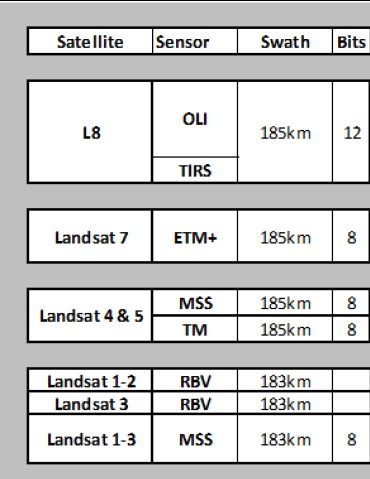 Satellite Sensor Swath Bits
L8 OLI 185km 12
TIRS
Landsat 7 ETM+ 185km 8
Landsat 4 & 5 MSS 185km 8
TM 185km 8
Landsat 1-2 RBV 183km
Landsat 3 RBV 183km
Landsat 1-3 MSS 183km 8